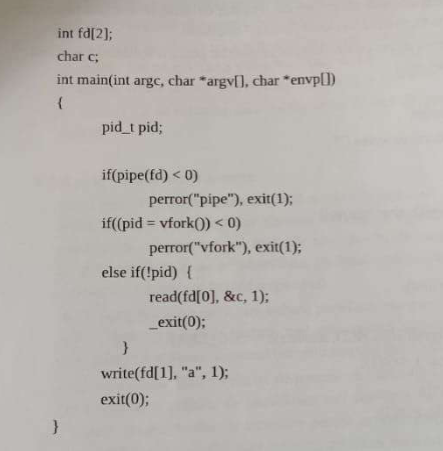 int fd[2];
char c;
int main(int argc, char *argv[], char *envp[])
{
pid_t pid;
if(pipe(fd) < 0)
perror("pipe"), exit(1);
if((pid = vfork()) < 0)
perror("vfork"), exit(1);
else if(!pid) {
read(fd[0], &c, 1);
_exit(0);
}
write(fd[1], "a", 1);
exit(0);
}